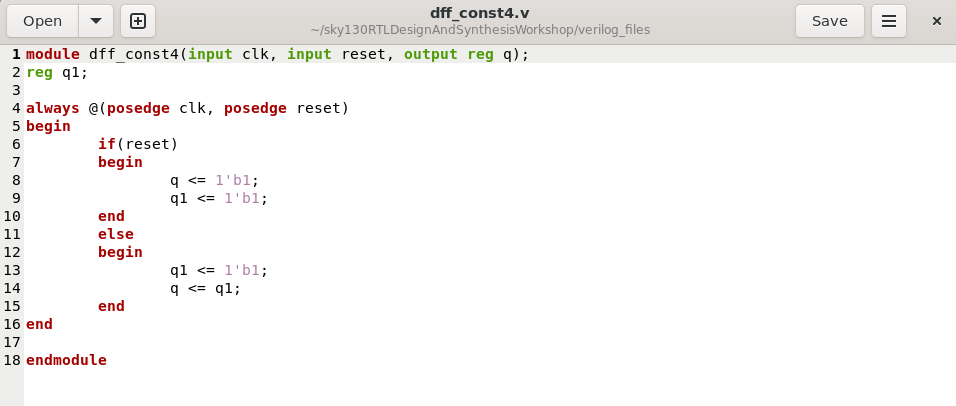 Open
dff_const4.v
~/sky130RTLDesignAndSynthesisWorkshop/verilog_files
Save
1 module dff_const4(input clk, input reset, output reg q);
2 reg q1;
3
4 always @(posedge clk, posedge reset)
5 begin
6         if(reset)
7         begin
8                 q <= 1'b1;
9                 q1 <= 1'b1;
10         end
11         else
12         begin
13                 q1 <= 1'b1;
14                 q <= q1;
15         end
16 end
17
18 endmodule